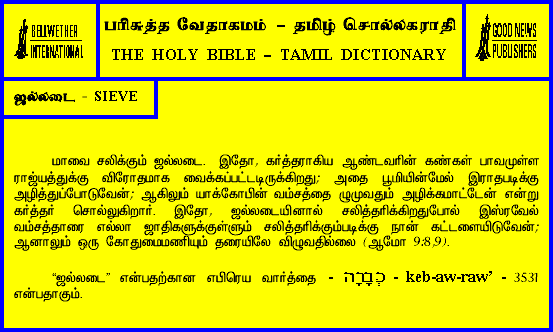 BELLWETHER
INTERNATIONAL
பரிசுத்த வேதாகமம் – தமிழ் சொல்லகராதி
THE HOLY BIBLE – TAMIL DICTIONARY
GOOD NEWS
PUBLISHERS
ஜல்லடை - SIEVE
மாவை சலிக்கும் ஜல்லடை. இதோ, கர்த்தராகிய ஆண்டவரின் கண்கள் பாவமுள்ள
ராஜ்யத்துக்கு விரோதமாக வைக்கப்பட்டடிருக்கிறது; அதை பூமியின்மேல் இராதபடிக்கு
அழித்துப்போடுவேன்; ஆகிலும் யாக்கோபின் வம்சத்தை முழுவதும் அழிக்கமாட்டேன் என்று
கர்த்தர் சொல்லுகிறார். இதோ, ஜல்லடையினால் சலித்தரிக்கிறதுபோல் இஸ்ரவேல்
வம்சத்தாரை எல்லா ஜாதிகளுக்குள்ளும் சலித்தரிக்கும்படிக்கு நான் கட்டளையிடுவேன்;
ஆனாலும் ஒரு கோதுமைமணியும் தரையிலே விழுவதில்லை (ஆமோ 9:8,9).
“ஜல்லடை” என்பதற்கான எபிரெய வார்த்தை - כְּבָרָה - keb-aw-raw’ - 3531
என்பதாகும்.